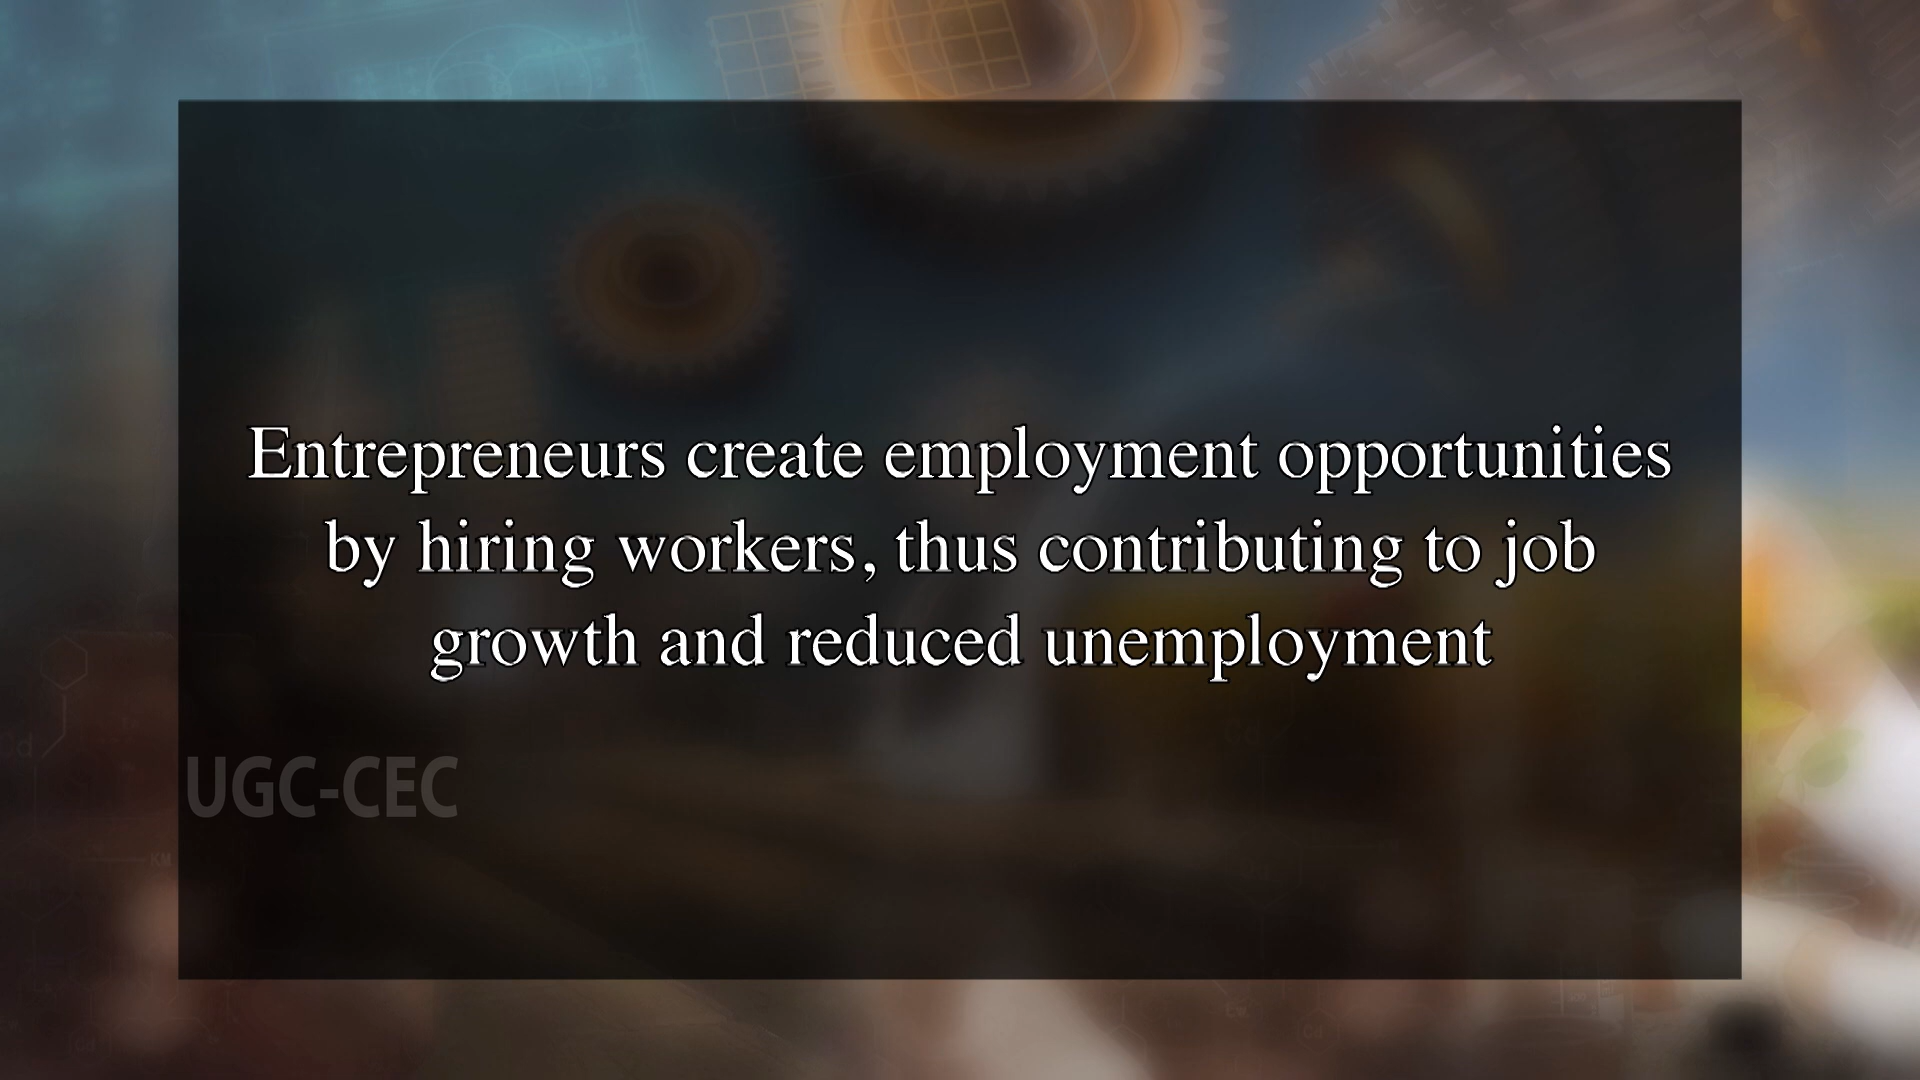 Entrepreneurs create employment opportunities
by hiring workers, thus contributing to job
growth and reduced unemployment
UGC-CEC